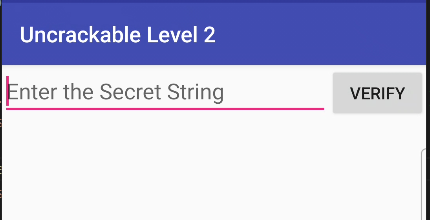 Uncrackable Level 2
Enter the Secret String
VERIFY